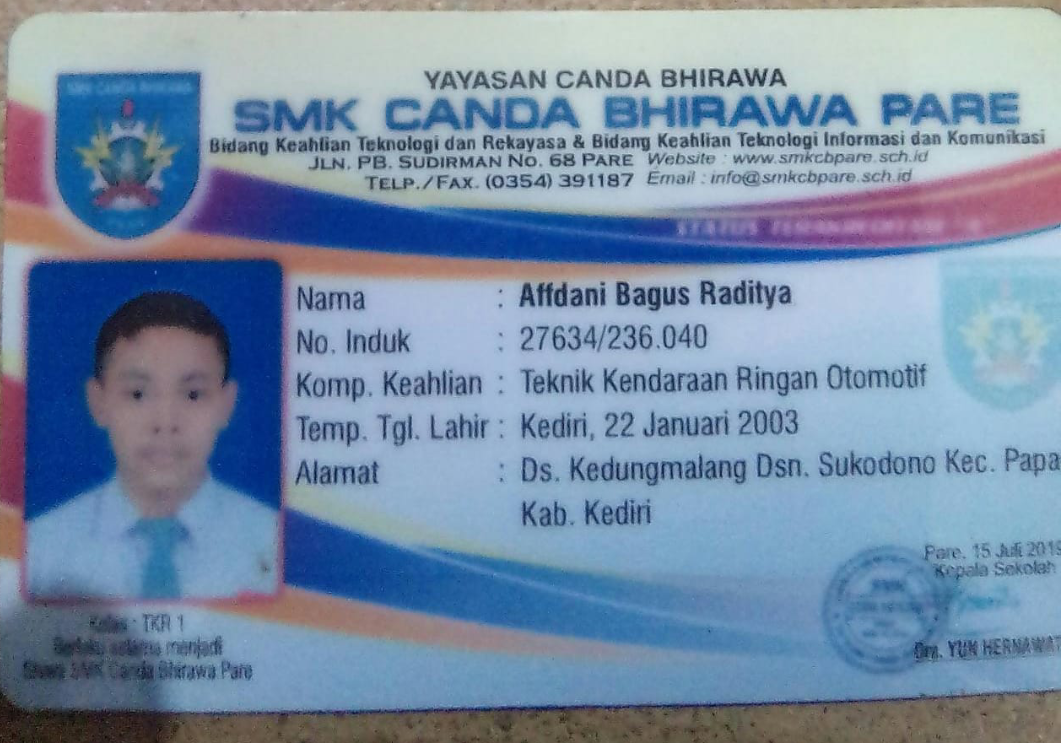 SMK CANDA BHIRAWA
YAYASAN CANDA BHIRAWA
SMK CANDA BHIRAWA PARE
Bidang Keahlian Teknologi dan Rekayasa & Bidang Keahlian Teknologi Informasi dan Komunikasi
JLN. PB. SUDIRMAN NO. 68 PARE Website : www.smkcbpare.sch.id
TELP./FAX. (0354) 391187 Email : info@smkcbpare.sch.id
STATUS
Nama : Affdani Bagus Raditya
No. Induk : 27634/236.040
Komp. Keahlian : Teknik Kendaraan Ringan Otomotif
Temp. Tgl. Lahir : Kediri, 22 Januari 2003
Alamat : Ds. Kedungmalang Dsn. Sukodono Kec. Papa
Kab. Kediri
Pare, 15 Juli 2019
Kepala Sekolah
Dra. YUN HERNAWAT
Kelas : TKR 1
Berlaku selama menjadi
Siswa SMK Canda Bhirawa Pare